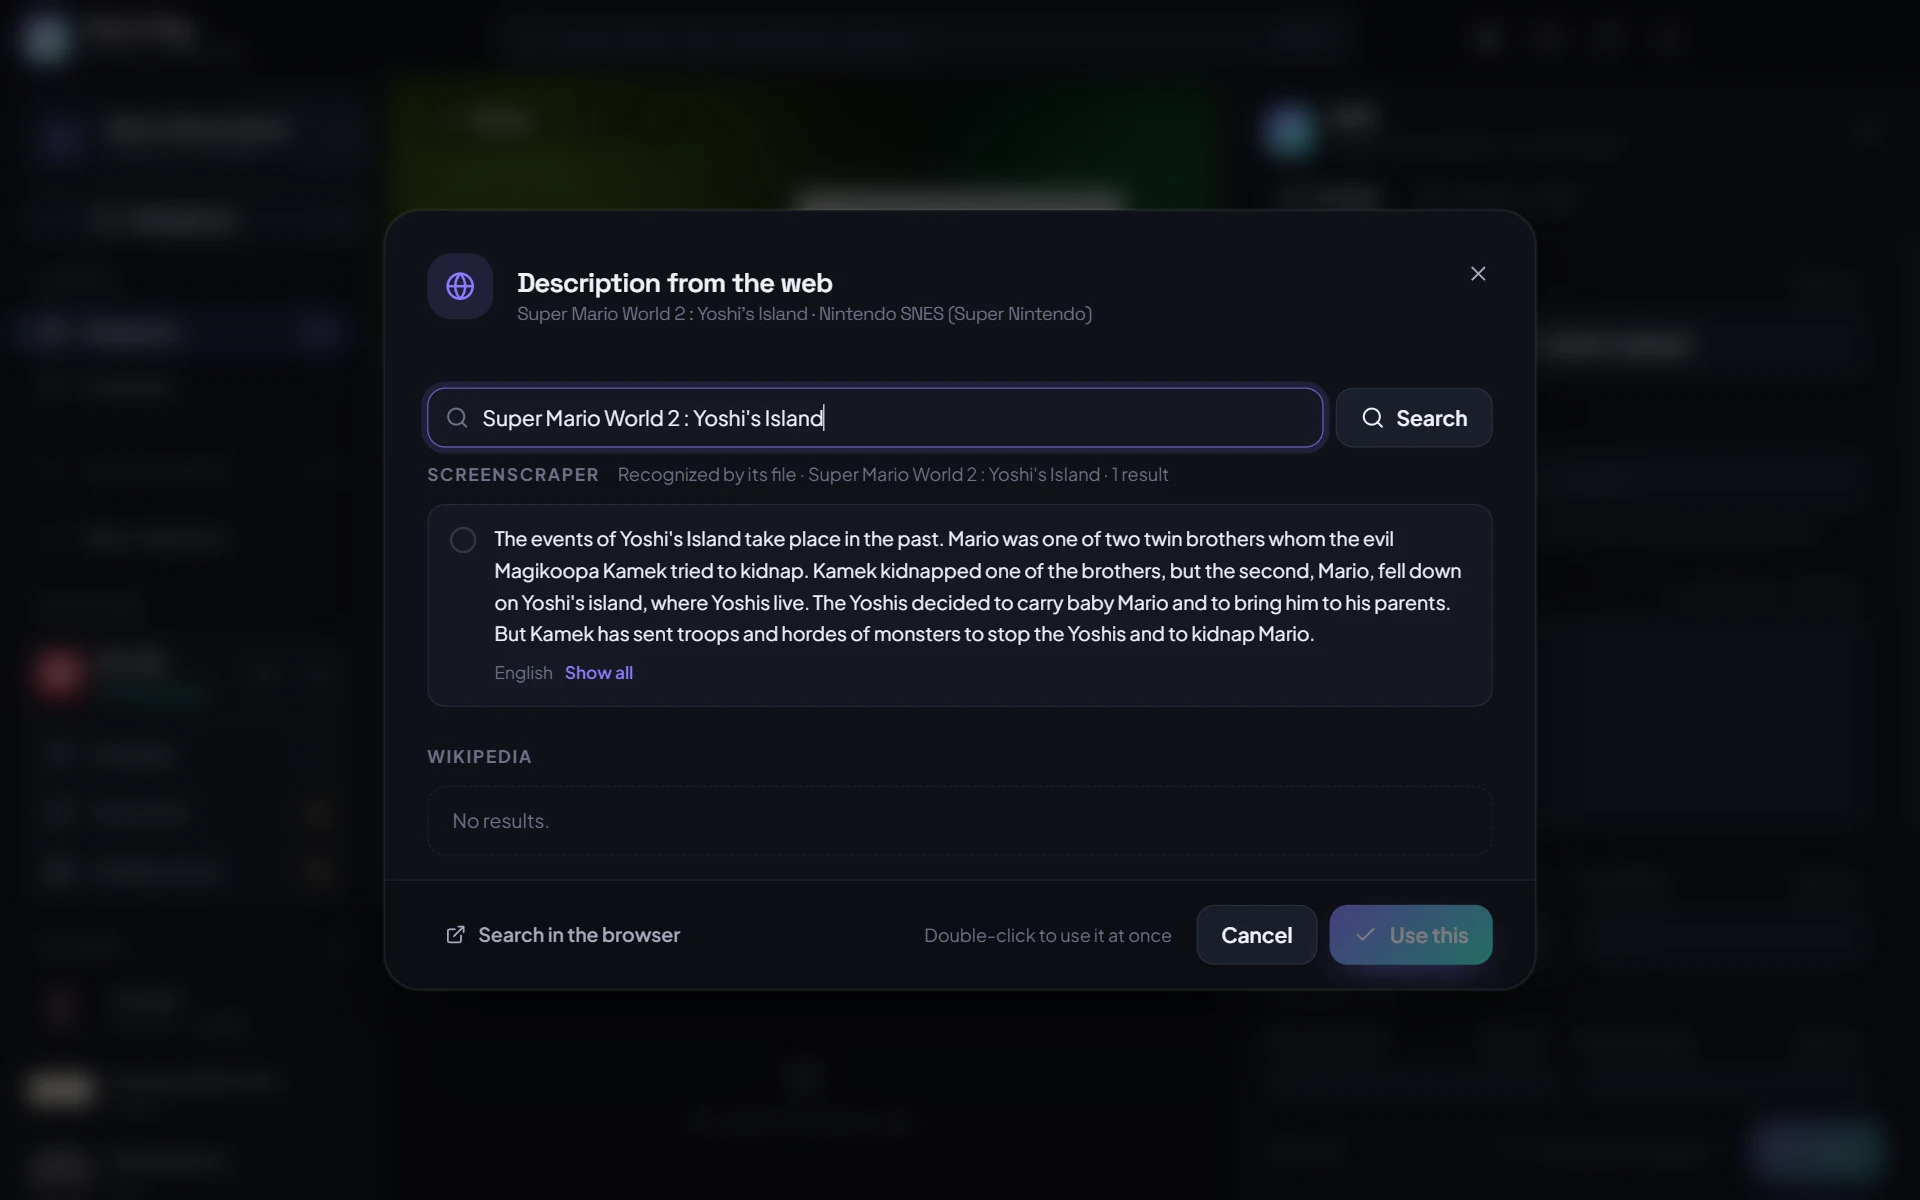 Description from the web
Super Mario World 2 : Yoshi's Island · Nintendo SNES (Super Nintendo)
Super Mario World 2 : Yoshi's Island
Search
SCREENSCRAPER Recognized by its file · Super Mario World 2 : Yoshi's Island · 1 result
The events of Yoshi's Island take place in the past. Mario was one of two twin brothers whom the evil
Magikoopa Kamek tried to kidnap. Kamek kidnapped one of the brothers, but the second, Mario, fell down
on Yoshi's island, where Yoshis live. The Yoshis decided to carry baby Mario and to bring him to his parents.
But Kamek has sent troops and hordes of monsters to stop the Yoshis and to kidnap Mario.
English Show all
WIKIPEDIA
No results.
Search in the browser
Double-click to use it at once
Cancel
Use this